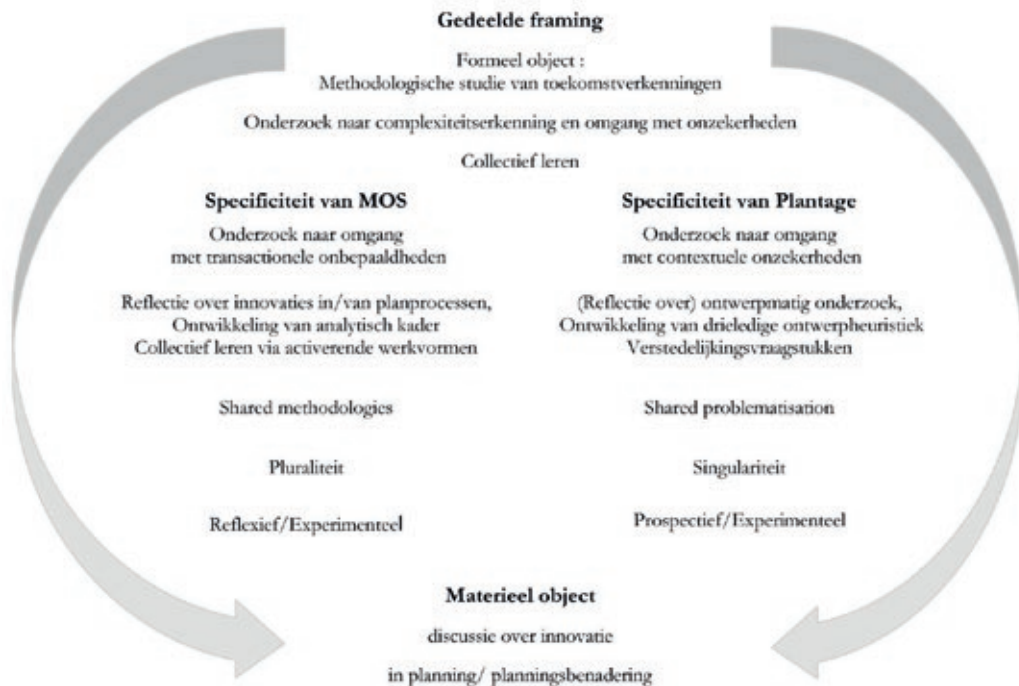 Gedeelde framing
Formeel object :
Methodologische studie van toekomstverkenningen
Onderzoek naar complexiteitserkenning en omgang met onzekerheden
Collectief leren
Specificiteit van MOS
Onderzoek naar omgang
met transactionele onbepaaldheden
Reflectie over innovaties in/van planprocessen,
Ontwikkeling van analytisch kader
Collectief leren via activerende werkvormen
Shared methodologies
Pluraliteit
Reflexief/Experimenteel
Specificiteit van Plantage
Onderzoek naar omgang
met contextuele onzekerheden
(Reflectie over) ontwerpmatig onderzoek,
Ontwikkeling van drieledige ontwerpheuristiek
Verstedelijkingsvraagstukken
Shared problematisation
Singulariteit
Prospectief/Experimenteel
Materieel object
discussie over innovatie
in planning/ planningsbenadering